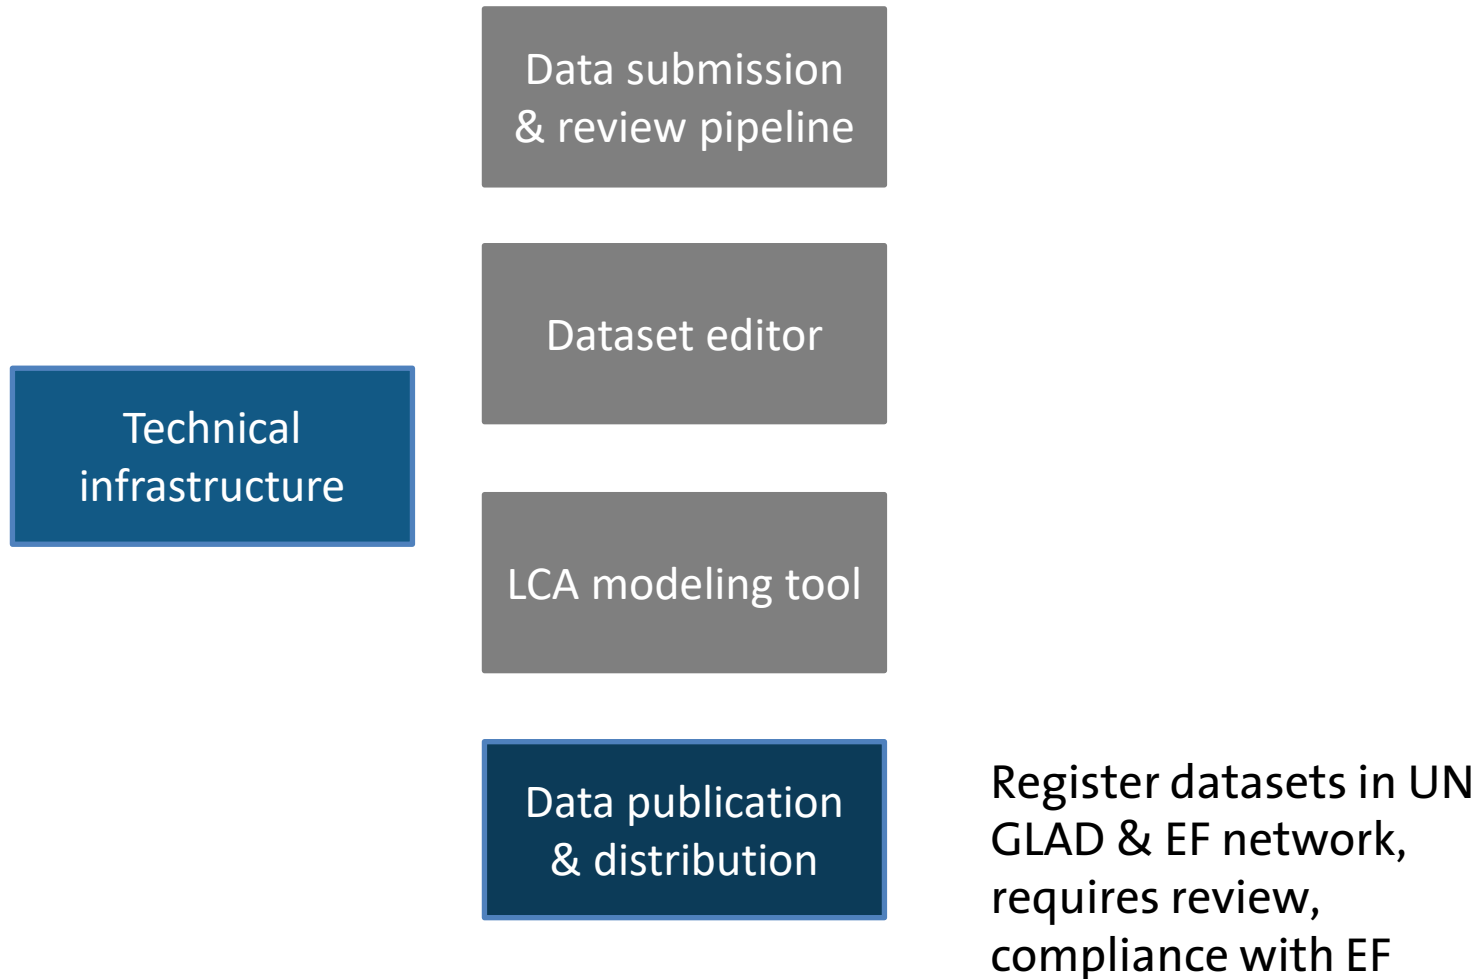 Data submission
& review pipeline
Dataset editor
Technical
infrastructure
LCA modeling tool
Data publication
& distribution
Register datasets in UN
GLAD & EF network,
requires review,
compliance with EF